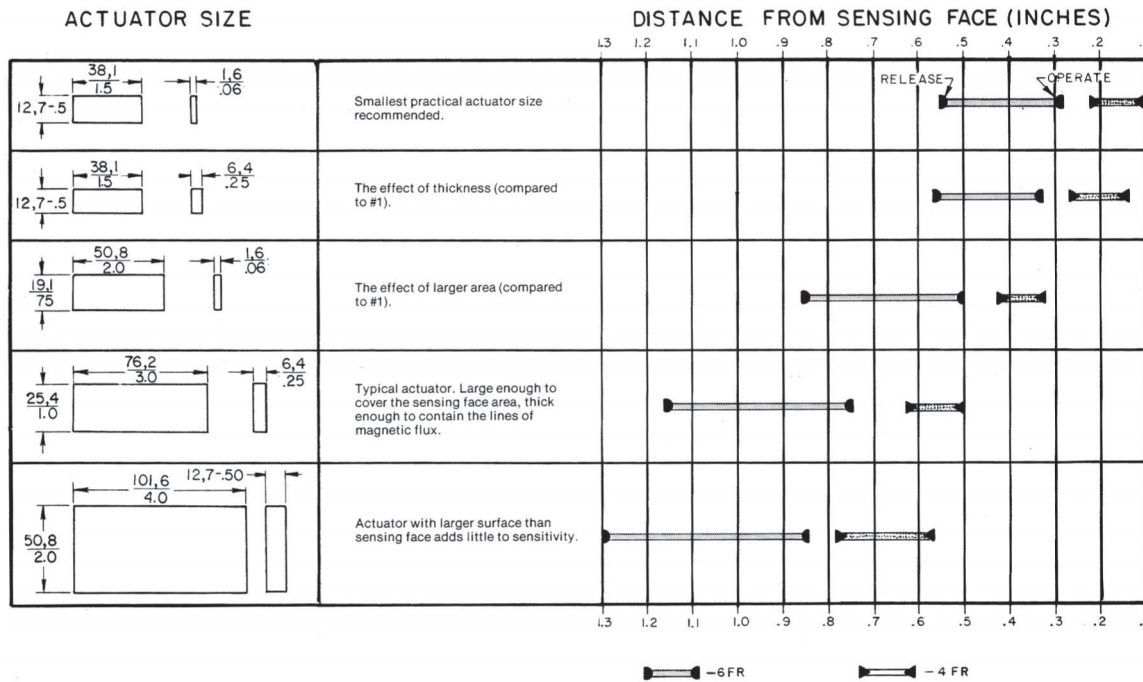 ACTUATOR SIZE
DISTANCE FROM SENSING FACE (INCHES)
1.3 1.2 1.1 1.0 .9 .8 .7 .6 .5 .4 .3 .2 .
38,1
1.5
1,6
.06
12,7-.5
Smallest practical actuator size
recommended.
RELEASE
OPERATE
38,1
1.5
6,4
.25
12,7-.5
The effect of thickness (compared
to #1).
50,8
2.0
1,6
.06
19,1
75
The effect of larger area (compared
to #1).
76,2
3.0
6,4
.25
25,4
1.0
Typical actuator. Large enough to
cover the sensing face area, thick
enough to contain the lines of
magnetic flux.
12,7-.50
101,6
4.0
50,8
2.0
Actuator with larger surface than
sensing face adds little to sensitivity.
1.3 1.2 1.1 1.0 .9 .8 .7 .6 .5 .4 .3 .2 .
-6FR
-4FR